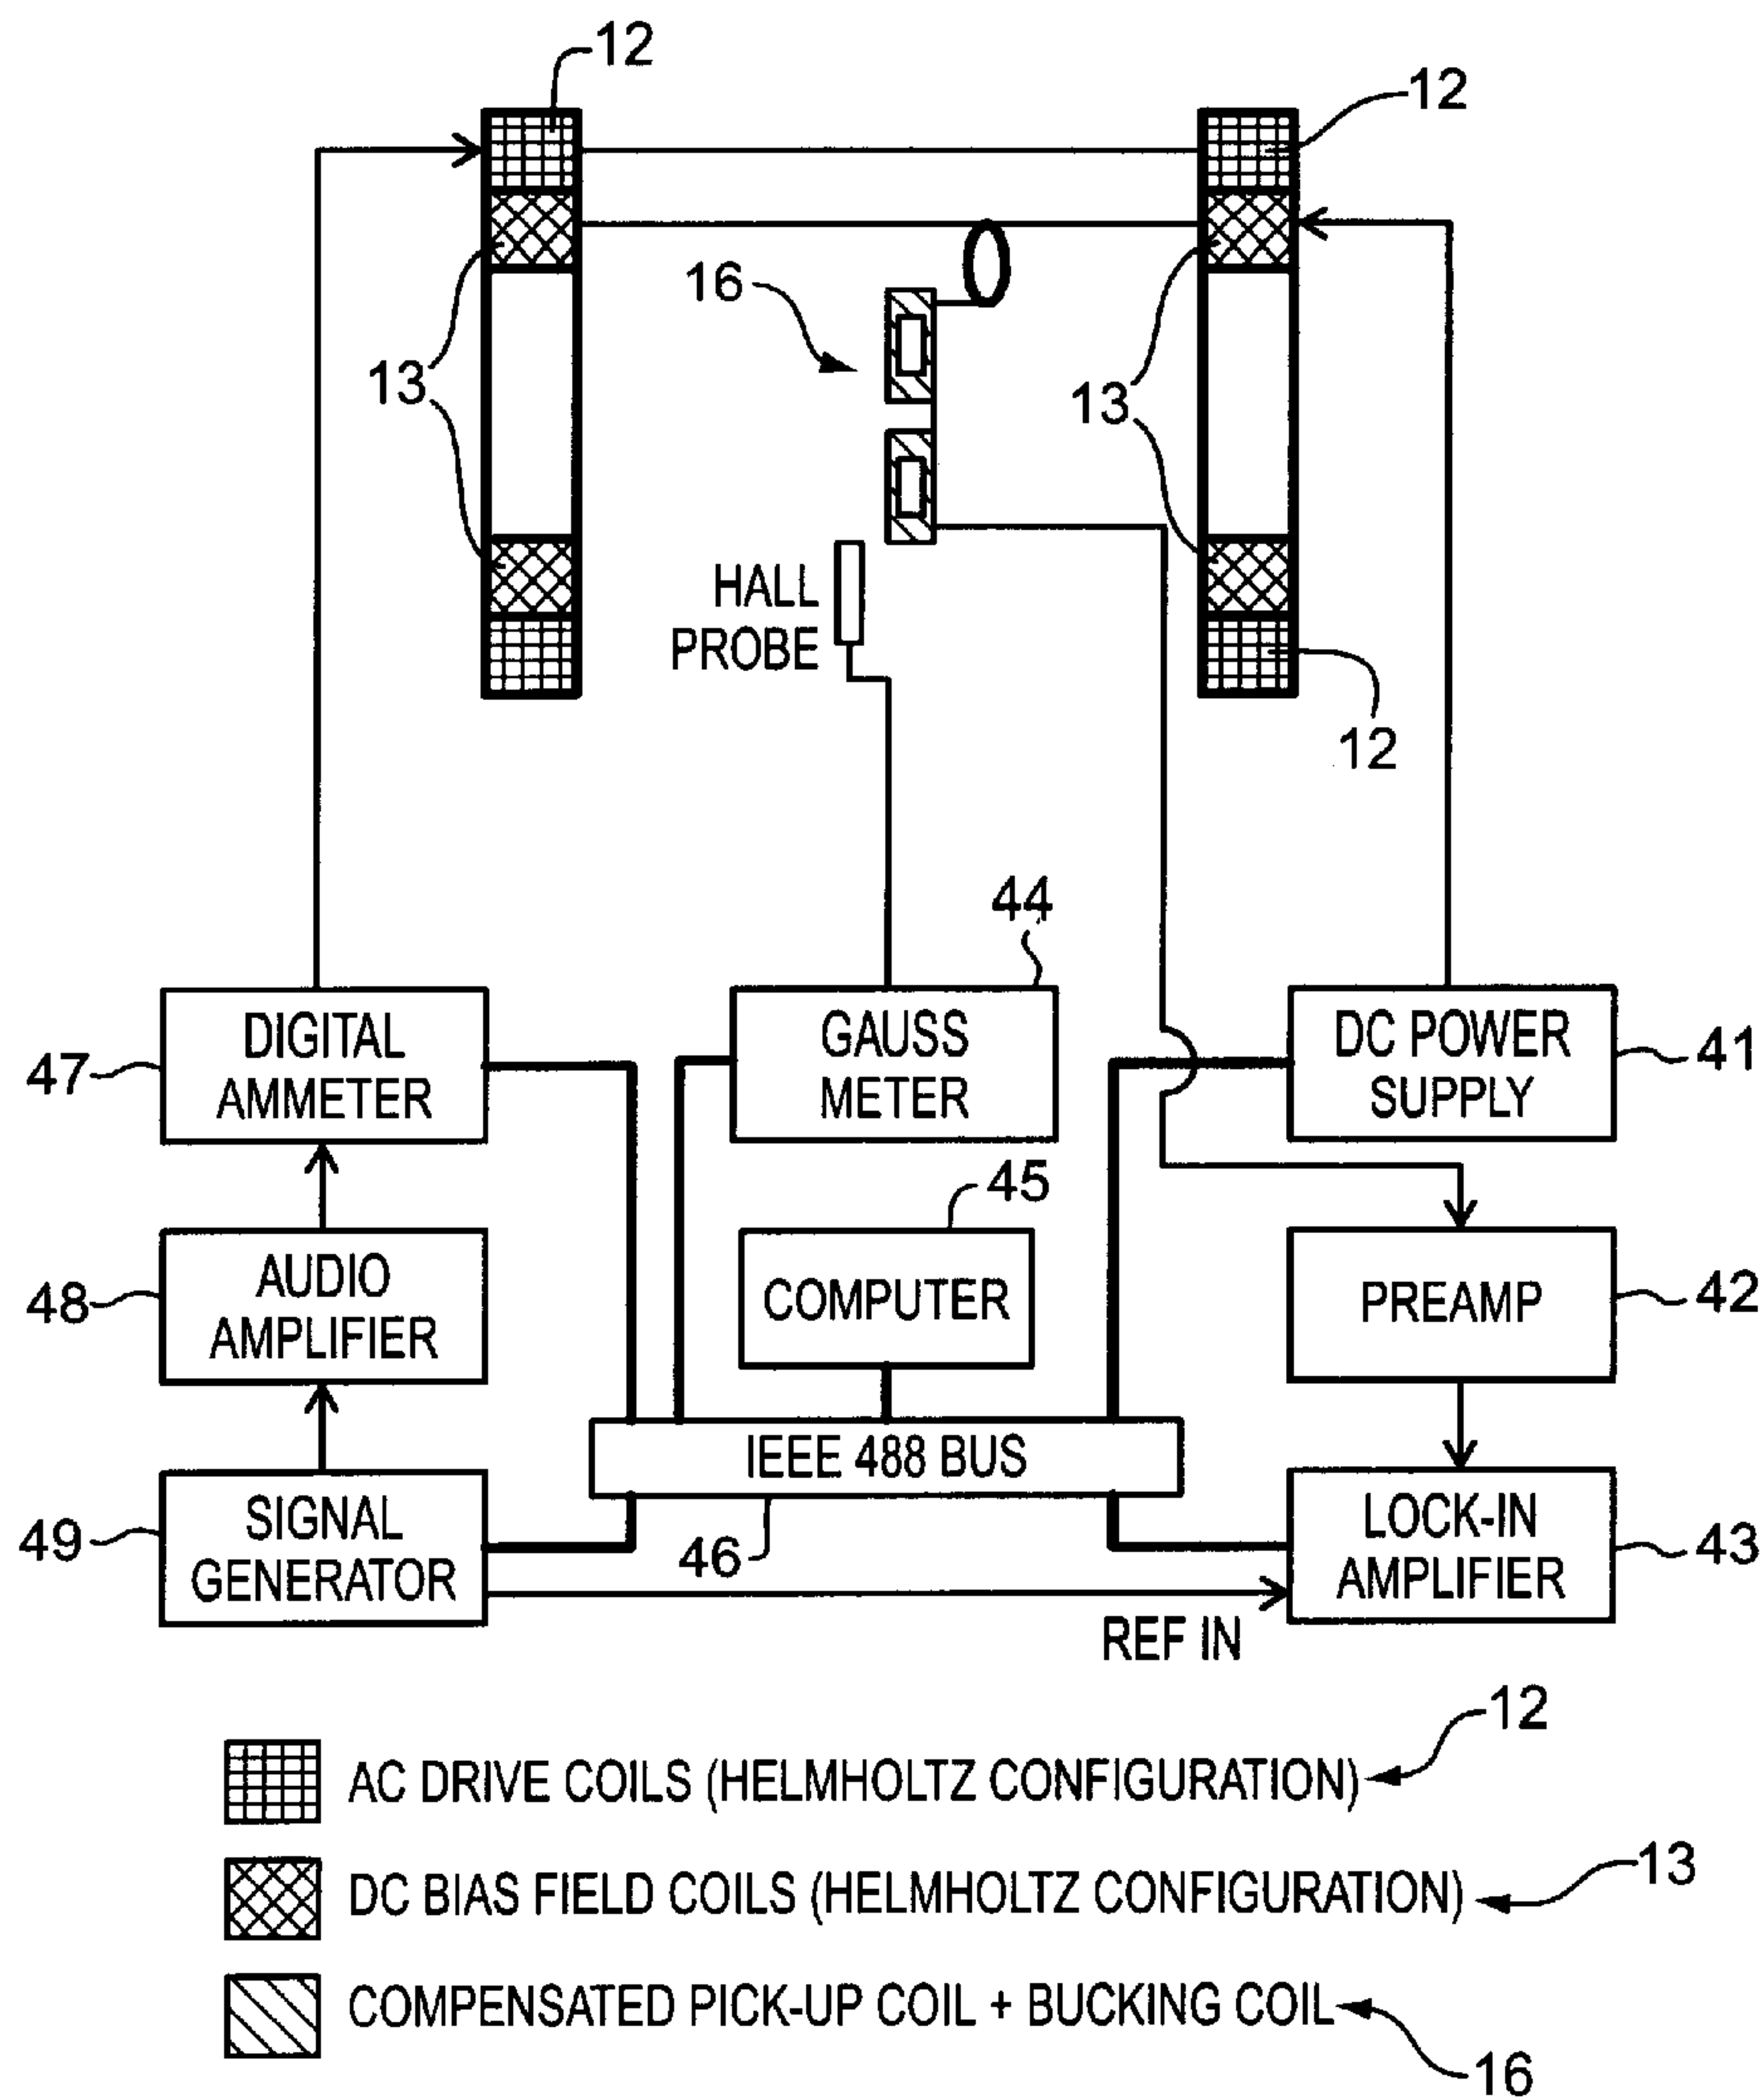 12
12
16
13
13
HALL
PROBE
12
44
47
DIGITAL
AMMETER
GAUSS
METER
DC POWER
SUPPLY
41
45
48
AUDIO
AMPLIFIER
COMPUTER
PREAMP
42
IEEE 488 BUS
49
SIGNAL
GENERATOR
46
LOCK-IN
AMPLIFIER
43
REF IN
12
AC DRIVE COILS (HELMHOLTZ CONFIGURATION)
13
DC BIAS FIELD COILS (HELMHOLTZ CONFIGURATION)
COMPENSATED PICK-UP COIL + BUCKING COIL
16